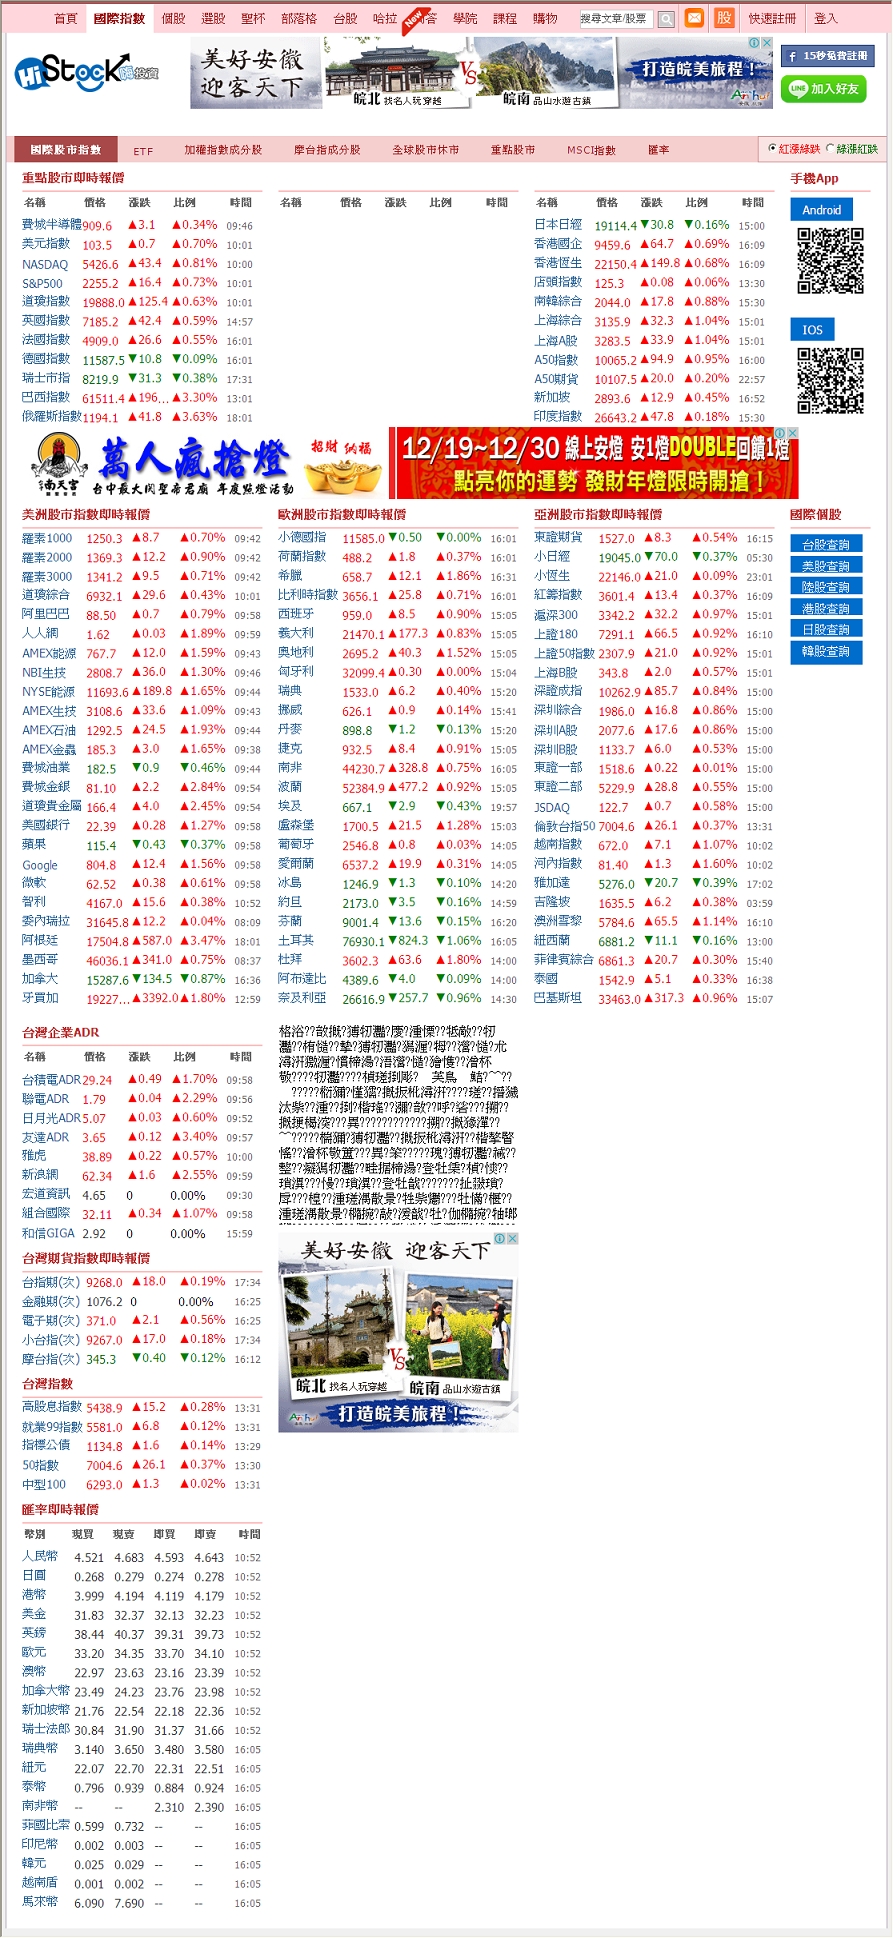 首頁 國際指數 個股 選股 聖杯 部落格 台股 哈拉 New 答 學院 課程 購物 搜尋文章/股票 股 快速註冊 登入
HiStock 嗨投資
美好安徽 迎客天下
皖北 找名人玩穿越 VS 皖南 品山水遊古鎮
打造皖美旅程！
15秒免費註冊
LINE 加入好友
國際股市指數 ETF 加權指數成分股 摩台指成分股 全球股市休市 重點股市 MSCI指數 匯率 紅漲綠跌 綠漲紅跌
重點股市即時報價
名稱 價格 漲跌 比例 時間
費城半導體 909.6 ▲3.1 ▲0.34% 09:46
美元指數 103.5 ▲0.7 ▲0.70% 10:01
NASDAQ 5426.6 ▲43.4 ▲0.81% 10:00
S&P500 2255.2 ▲16.4 ▲0.73% 10:01
道瓊指數 19888.0 ▲125.4 ▲0.63% 10:01
英國指數 7185.2 ▲42.4 ▲0.59% 14:57
法國指數 4909.0 ▲26.6 ▲0.55% 16:01
德國指數 11587.5 ▼10.8 ▼0.09% 16:01
瑞士市指 8219.9 ▼31.3 ▼0.38% 17:31
巴西指數 61511.4 ▲196... ▲3.30% 13:01
俄羅斯指數 1194.1 ▲41.8 ▲3.63% 18:01
名稱 價格 漲跌 比例 時間
名稱 價格 漲跌 比例 時間
日本日經 19114.4 ▼30.8 ▼0.16% 15:00
香港國企 9459.6 ▲64.7 ▲0.69% 16:09
香港恆生 22150.4 ▲149.8 ▲0.68% 16:09
店頭指數 125.3 ▲0.08 ▲0.06% 13:30
南韓綜合 2044.0 ▲17.8 ▲0.88% 15:30
上海綜合 3135.9 ▲32.3 ▲1.04% 15:01
上海A股 3283.5 ▲33.9 ▲1.04% 15:01
A50指數 10065.2 ▲94.9 ▲0.95% 16:00
A50期貨 10107.5 ▲20.0 ▲0.20% 22:57
新加坡 2893.6 ▲12.9 ▲0.45% 16:52
印度指數 26643.2 ▲47.8 ▲0.18% 15:30
手機App
Android
IOS
南天宮
萬人瘋搶燈
台中最大關聖帝君廟 年度點燈活動
招財 納福
12/19~12/30 線上安燈 安1燈DOUBLE回饋1燈
點亮你的運勢 發財年燈限時開搶！
美洲股市指數即時報價
羅素1000 1250.3 ▲8.7 ▲0.70% 09:42
羅素2000 1369.3 ▲12.2 ▲0.90% 09:42
羅素3000 1341.2 ▲9.5 ▲0.71% 09:42
道瓊綜合 6932.1 ▲29.6 ▲0.43% 10:01
阿里巴巴 88.50 ▲0.7 ▲0.79% 09:58
人人網 1.62 ▲0.03 ▲1.89% 09:59
AMEX能源 767.7 ▲12.0 ▲1.59% 09:43
NBI生技 2808.7 ▲36.0 ▲1.30% 09:46
NYSE能源 11693.6 ▲189.8 ▲1.65% 09:44
AMEX生技 3108.6 ▲33.6 ▲1.09% 09:43
AMEX石油 1292.5 ▲24.5 ▲1.93% 09:44
AMEX金蟲 185.3 ▲3.0 ▲1.65% 09:38
費城油業 182.5 ▼0.9 ▼0.46% 09:44
費城金銀 81.10 ▲2.2 ▲2.84% 09:54
道瓊貴金屬 166.4 ▲4.0 ▲2.45% 09:54
美國銀行 22.39 ▲0.28 ▲1.27% 09:58
蘋果 115.4 ▼0.43 ▼0.37% 09:58
Google 804.8 ▲12.4 ▲1.56% 09:58
微軟 62.52 ▲0.38 ▲0.61% 09:58
智利 4167.0 ▲15.6 ▲0.38% 10:52
委內瑞拉 31645.8 ▲12.2 ▲0.04% 08:09
阿根廷 17504.8 ▲587.0 ▲3.47% 18:01
墨西哥 46036.1 ▲341.0 ▲0.75% 08:37
加拿大 15287.6 ▼134.5 ▼0.87% 16:36
牙買加 19227... ▲3392.0 ▲1.80% 12:59
歐洲股市指數即時報價
小德國指 11585.0 ▼0.50 ▼0.00% 16:01
荷蘭指數 488.2 ▲1.8 ▲0.37% 16:01
希臘 658.7 ▲12.1 ▲1.86% 16:31
比利時指數 3656.1 ▲25.8 ▲0.71% 16:08
西班牙 959.0 ▲8.5 ▲0.90% 15:05
義大利 21470.1 ▲177.3 ▲0.83% 15:05
奧地利 2695.2 ▲40.3 ▲1.52% 15:05
匈牙利 32099.4 ▲0.30 ▲0.00% 15:04
瑞典 1533.0 ▲6.2 ▲0.40% 15:20
挪威 626.1 ▲0.9 ▲0.14% 15:41
丹麥 898.8 ▼1.2 ▼0.13% 15:20
捷克 932.5 ▲8.4 ▲0.91% 15:05
南非 44230.7 ▲328.8 ▲0.75% 16:05
波蘭 52384.9 ▲477.2 ▲0.92% 15:05
埃及 667.1 ▼2.9 ▼0.43% 19:57
盧森堡 1700.5 ▲21.5 ▲1.28% 15:03
葡萄牙 2546.8 ▲0.8 ▲0.03% 14:05
愛爾蘭 6537.2 ▲19.9 ▲0.31% 14:05
冰島 1246.9 ▼1.3 ▼0.10% 14:20
約旦 2173.0 ▼3.5 ▼0.16% 14:59
芬蘭 9001.4 ▼13.6 ▼0.15% 16:20
土耳其 76930.1 ▼824.3 ▼1.06% 16:05
杜拜 3602.3 ▲63.6 ▲1.80% 14:00
阿布達比 4389.6 ▼4.0 ▼0.09% 14:00
奈及利亞 26616.9 ▼257.7 ▼0.96% 14:30
亞洲股市指數即時報價
東證期貨 1527.0 ▲8.3 ▲0.54% 16:15
小日經 19045.0 ▼70.0 ▼0.37% 05:30
小恆生 22146.0 ▲21.0 ▲0.09% 23:01
紅籌指數 3601.4 ▲13.4 ▲0.37% 16:09
滬深300 3342.2 ▲32.2 ▲0.97% 15:01
上證180 7291.1 ▲66.5 ▲0.92% 16:10
上證50指數 2307.9 ▲21.0 ▲0.92% 15:01
上海B股 343.8 ▲2.0 ▲0.57% 15:01
深證成指 10262.9 ▲85.7 ▲0.84% 15:00
深圳綜合 1986.0 ▲16.8 ▲0.86% 15:00
深圳A股 2077.6 ▲17.6 ▲0.86% 15:00
深圳B股 1133.7 ▲6.0 ▲0.53% 15:00
東證一部 1518.6 ▲0.22 ▲0.01% 15:00
東證二部 5229.9 ▲28.8 ▲0.55% 15:00
JSDAQ 122.7 ▲0.7 ▲0.58% 15:00
倫敦台指50 7004.6 ▲26.1 ▲0.37% 13:31
越南指數 672.0 ▲7.1 ▲1.07% 10:02
河內指數 81.40 ▲1.3 ▲1.60% 10:02
雅加達 5276.0 ▼20.7 ▼0.39% 17:02
吉隆坡 1635.5 ▲6.2 ▲0.38% 03:59
澳洲雪黎 5784.6 ▲65.5 ▲1.14% 16:10
紐西蘭 6881.2 ▼11.1 ▼0.16% 13:00
菲律賓綜合 6861.3 ▲20.7 ▲0.30% 15:40
泰國 1542.9 ▲5.1 ▲0.33% 16:38
巴基斯坦 33463.0 ▲317.3 ▲0.96% 15:07
國際個股
台股查詢
美股查詢
陸股查詢
港股查詢
日股查詢
韓股查詢
台灣企業ADR
名稱 價格 漲跌 比例 時間
台積電ADR 29.24 ▲0.49 ▲1.70% 09:58
聯電ADR 1.79 ▲0.04 ▲2.29% 09:56
日月光ADR 5.07 ▲0.03 ▲0.60% 09:52
友達ADR 3.65 ▲0.12 ▲3.40% 09:57
雅虎 38.89 ▲0.22 ▲0.57% 10:00
新浪網 62.34 ▲1.6 ▲2.55% 09:59
宏道資訊 4.65 0 0.00% 09:30
組合國際 32.11 ▲0.34 ▲1.07% 09:58
和信GIGA 2.92 0 0.00% 15:59
台灣期貨指數即時報價
台指期(次) 9268.0 ▲18.0 ▲0.19% 17:34
金融期(次) 1076.2 0 0.00% 16:25
電子期(次) 371.0 ▲2.1 ▲0.56% 16:25
小台指(次) 9267.0 ▲17.0 ▲0.18% 17:34
摩台指(次) 345.3 ▼0.40 ▼0.12% 16:12
台灣指數
高股息指數 5438.9 ▲15.2 ▲0.28% 13:31
就業99指數 5581.0 ▲6.8 ▲0.12% 13:31
指標公債 1134.8 ▲1.6 ▲0.14% 13:29
50指數 7004.6 ▲26.1 ▲0.37% 13:30
中型100 6293.0 ▲1.3 ▲0.02% 13:31
匯率即時報價
幣別 現買 現賣 即買 即賣 時間
人民幣 4.521 4.683 4.593 4.643 10:52
日圓 0.268 0.279 0.274 0.278 10:52
港幣 3.999 4.194 4.119 4.179 10:52
美金 31.83 32.37 32.13 32.23 10:52
英鎊 38.44 40.37 39.31 39.73 10:52
歐元 33.20 34.35 33.70 34.10 10:52
澳幣 22.97 23.63 23.16 23.39 10:52
加拿大幣 23.49 24.23 23.76 23.98 10:52
新加坡幣 21.76 22.54 22.18 22.36 10:52
瑞士法郎 30.84 31.90 31.37 31.66 10:52
瑞典幣 3.140 3.650 3.480 3.580 16:05
紐元 22.07 22.70 22.31 22.51 16:05
泰幣 0.796 0.939 0.884 0.924 16:05
南非幣 -- -- 2.310 2.390 16:05
菲國比索 0.599 0.732 -- -- 16:05
印尼幣 0.002 0.003 -- -- 16:05
韓元 0.025 0.029 -- -- 16:05
越南盾 0.001 0.002 -- -- 16:05
馬來幣 6.090 7.690 -- -- 16:05
美好安徽 迎客天下
皖北 找名人玩穿越 VS 皖南 品山水遊古鎮
打造皖美旅程！